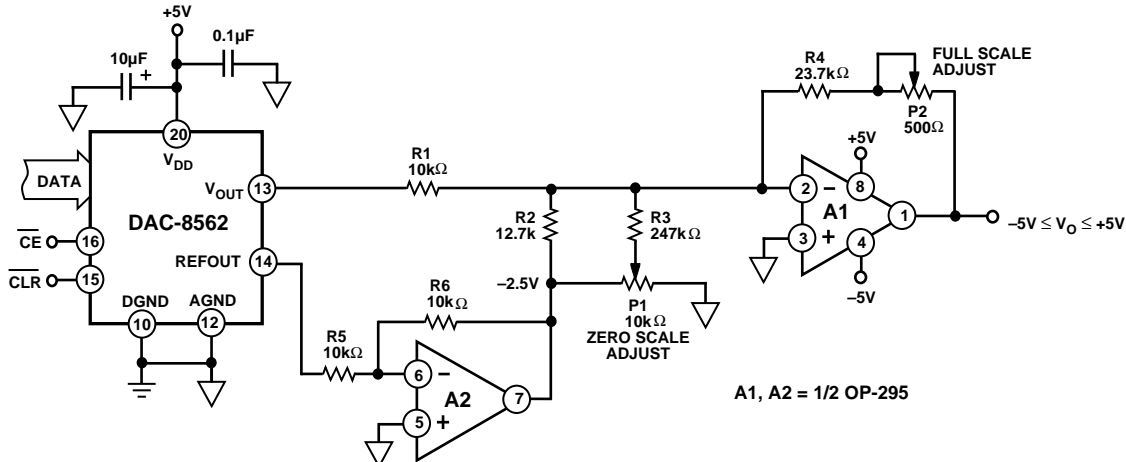 +5V
10µF
+
0.1µF
20
V_DD
DATA
V_OUT
13
DAC-8562
CE
16
REFOUT
14
CLR
15
DGND
AGND
10
12
R1
10kΩ
R2
12.7k
R3
247kΩ
–2.5V
P1
10kΩ
ZERO SCALE
ADJUST
R6
10kΩ
R5
10kΩ
6
–
A2
7
5
+
R4
23.7kΩ
FULL SCALE
ADJUST
P2
500Ω
+5V
2
–
8
A1
1
3
+
4
–5V
–5V ≤ V_O ≤ +5V
A1, A2 = 1/2 OP-295